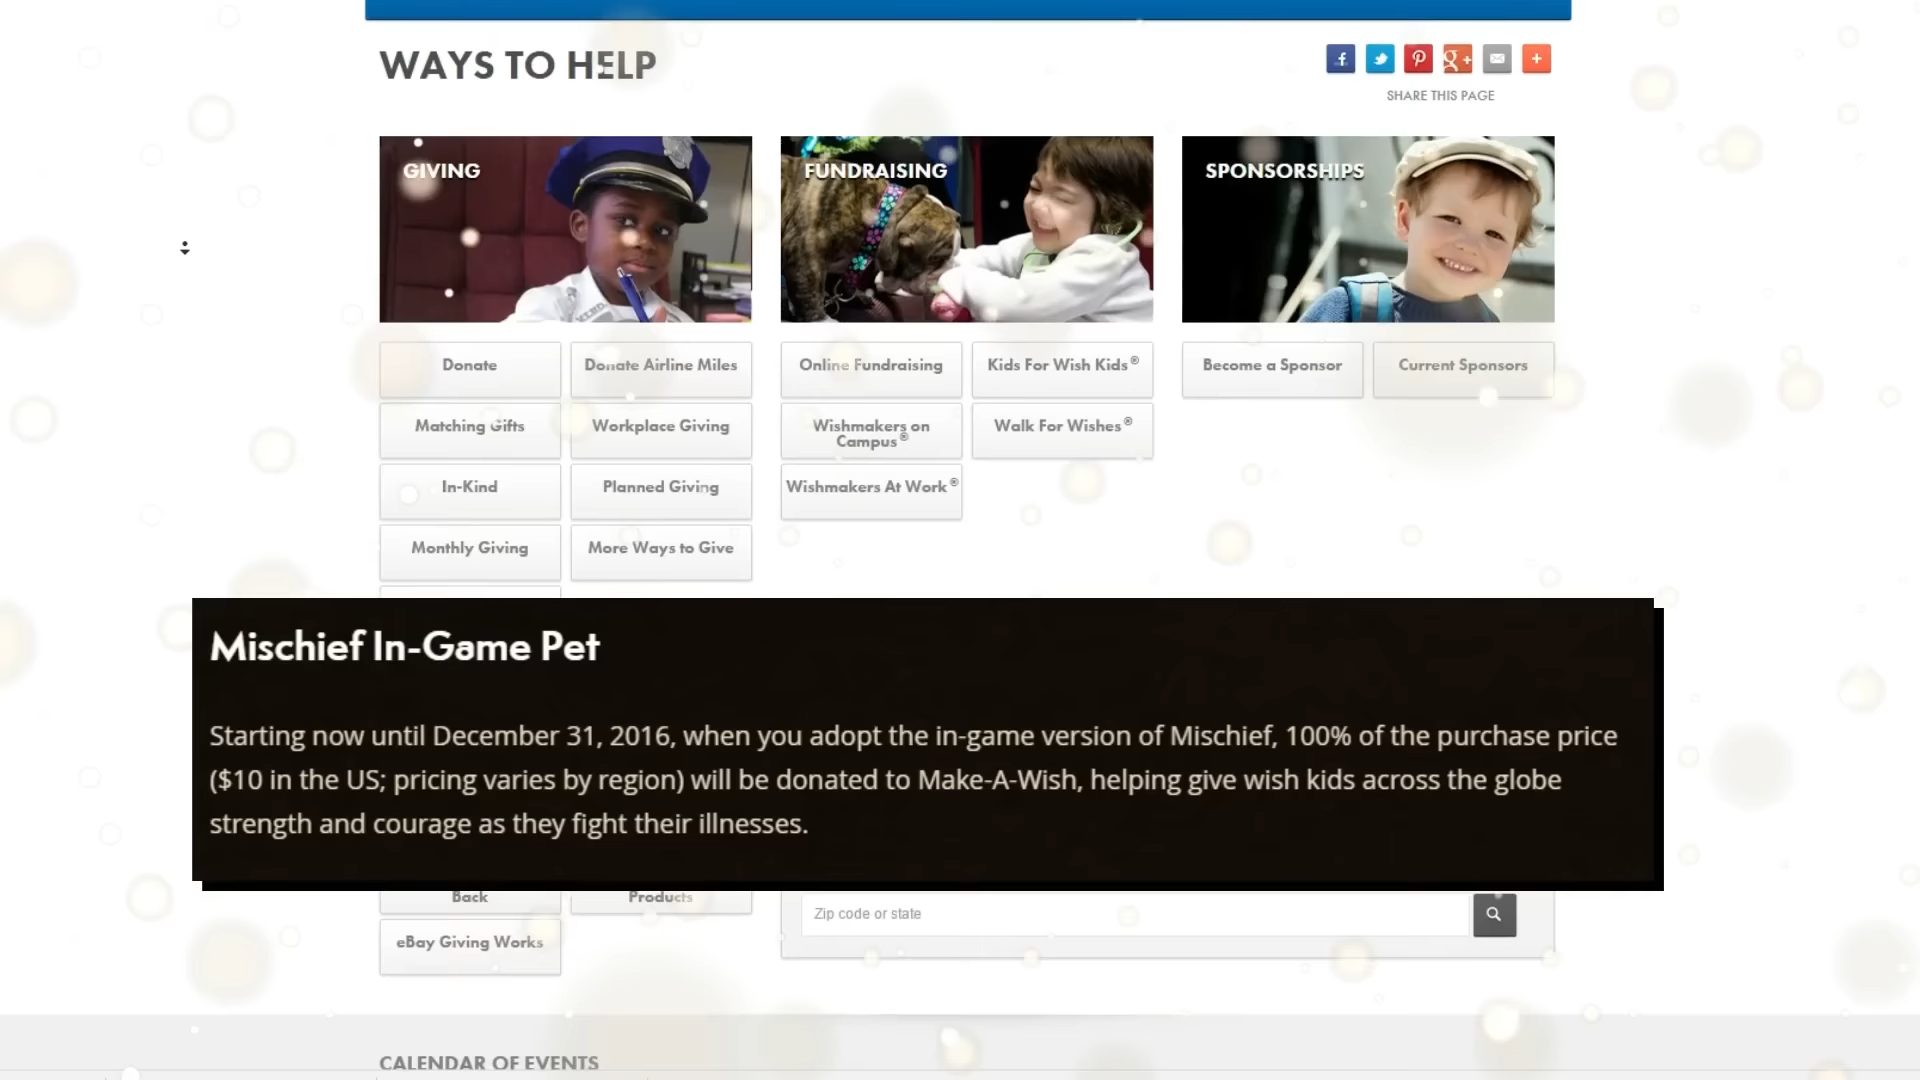 WAYS TO HELP
SHARE THIS PAGE
GIVING
FUNDRAISING
SPONSORSHIPS
Donate
Donate Airline Miles
Online Fundraising
Kids For Wish Kids®
Become a Sponsor
Current Sponsors
Matching Gifts
Workplace Giving
Wishmakers on
Campus®
Walk For Wishes®
In-Kind
Planned Giving
Wishmakers At Work®
Monthly Giving
More Ways to Give
Mischief In-Game Pet
Starting now until December 31, 2016, when you adopt the in-game version of Mischief, 100% of the purchase price
($10 in the US; pricing varies by region) will be donated to Make-A-Wish, helping give wish kids across the globe
strength and courage as they fight their illnesses.
Back
Products
Zip code or state
eBay Giving Works
CALENDAR OF EVENTS